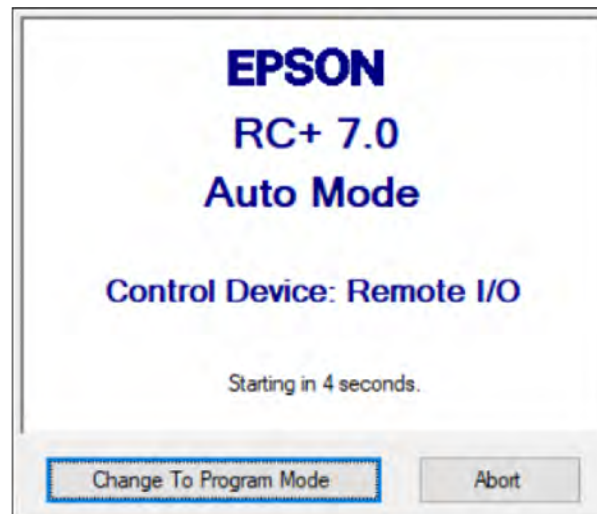 EPSON
RC+ 7.0
Auto Mode
Control Device: Remote I/O
Starting in 4 seconds.
Change To Program Mode
Abort